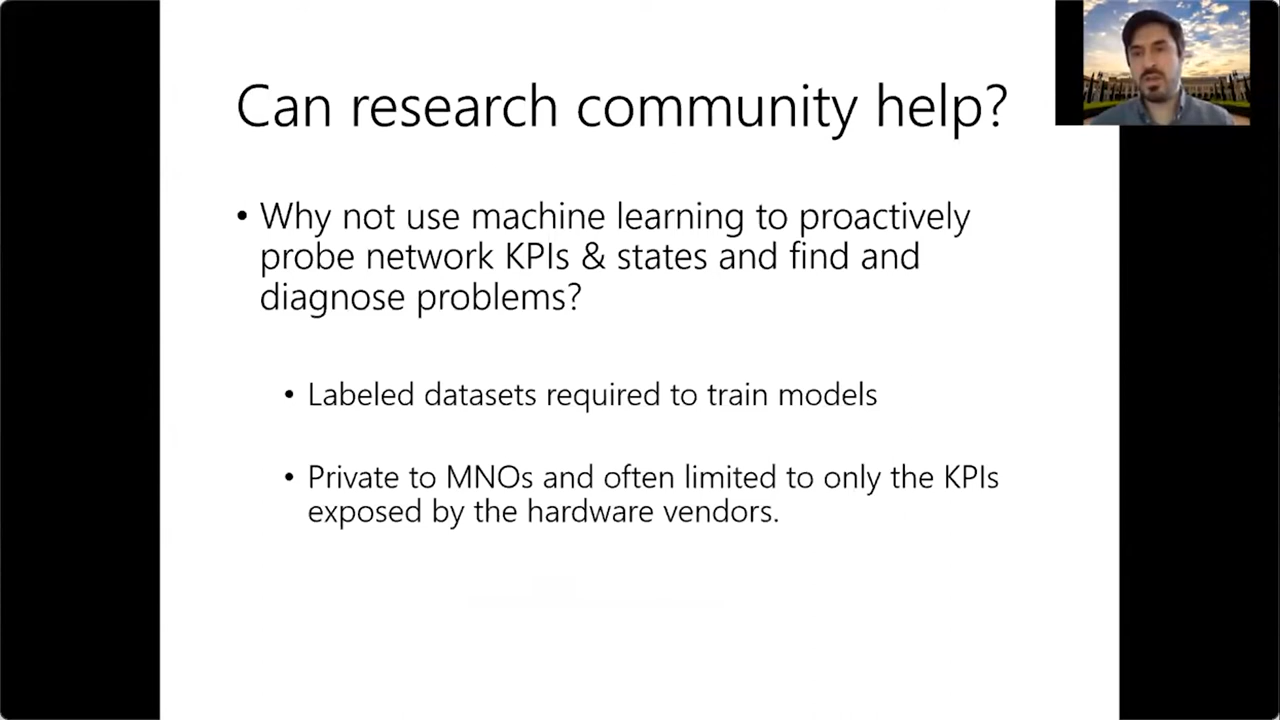 Can research community help?
• Why not use machine learning to proactively
probe network KPIs & states and find and
diagnose problems?
• Labeled datasets required to train models
• Private to MNOs and often limited to only the KPIs
exposed by the hardware vendors.